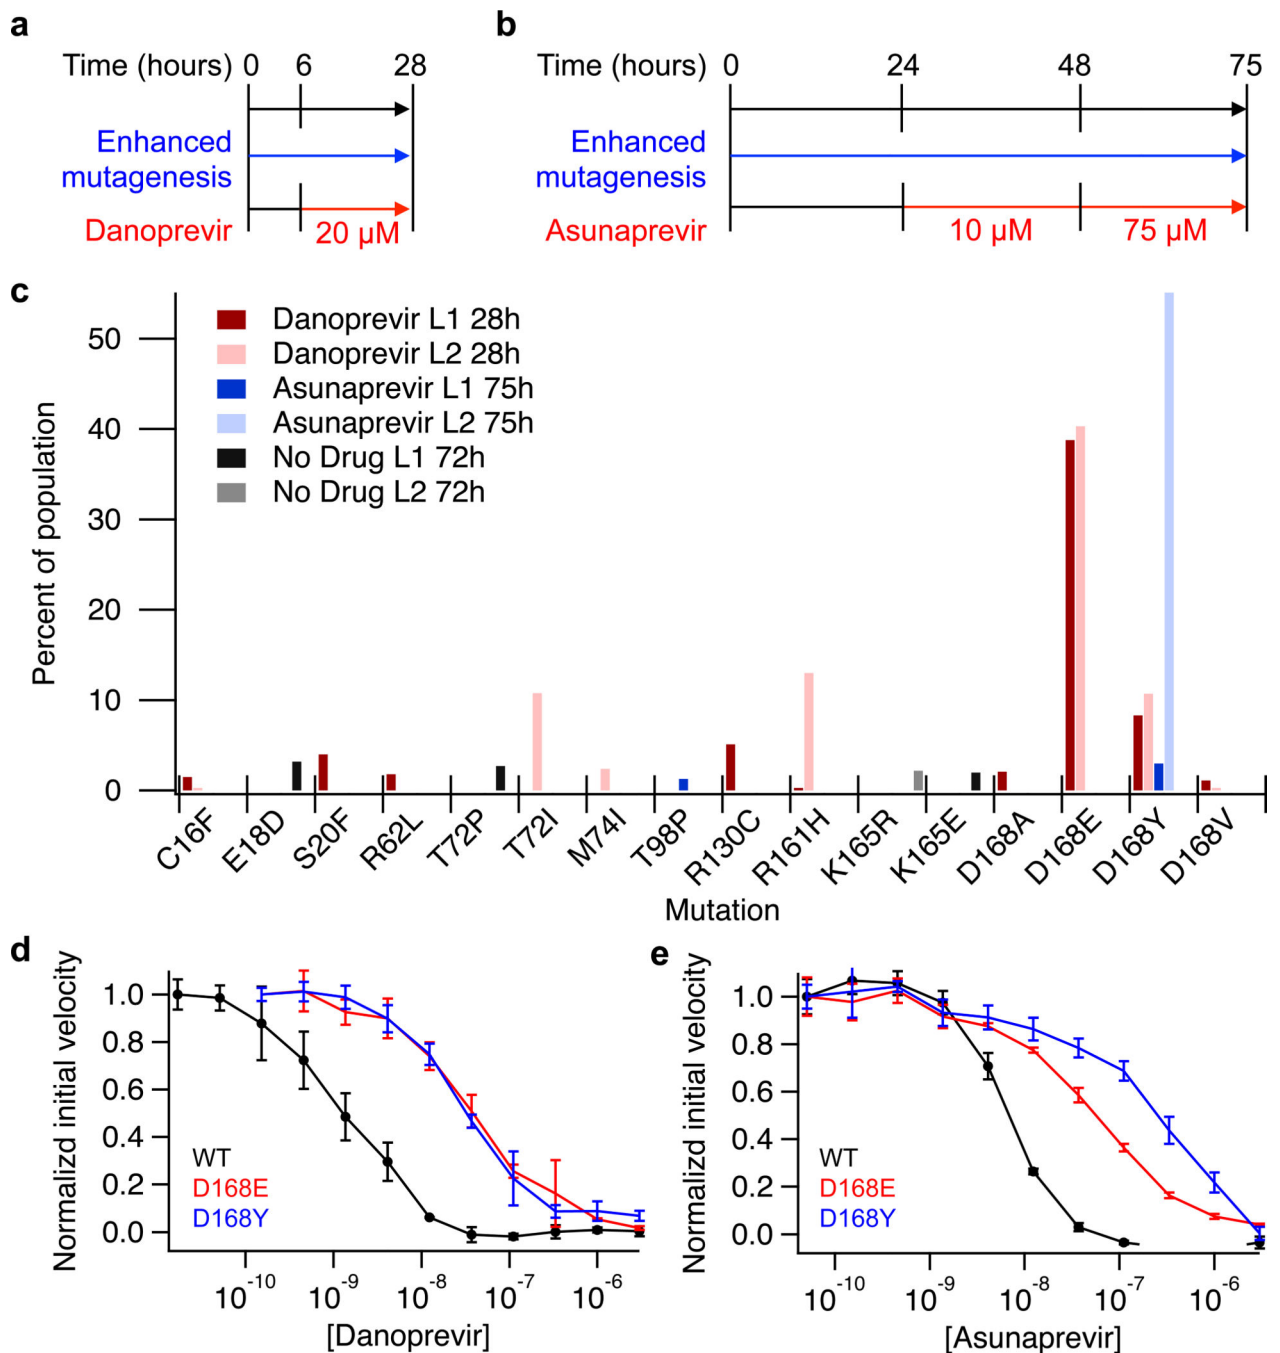 a
Time (hours) 0 6 28
Enhanced
mutagenesis
Danoprevir 20 µM
b
Time (hours) 0 24 48 75
Enhanced
mutagenesis
Asunaprevir 10 µM 75 µM
c
Percent of population
50
40
30
20
10
0
Danoprevir L1 28h
Danoprevir L2 28h
Asunaprevir L1 75h
Asunaprevir L2 75h
No Drug L1 72h
No Drug L2 72h
C16F E18D S20F R62L T72P T72I M74I T98P R130C R161H K165R K165E D168A D168E D168Y D168V
Mutation
d
Normalizd initial velocity
1.0
0.8
0.6
0.4
0.2
0.0
WT
D168E
D168Y
10⁻¹⁰ 10⁻⁹ 10⁻⁸ 10⁻⁷ 10⁻⁶
[Danoprevir]
e
Normalizd initial velocity
1.0
0.8
0.6
0.4
0.2
0.0
WT
D168E
D168Y
10⁻¹⁰ 10⁻⁹ 10⁻⁸ 10⁻⁷ 10⁻⁶
[Asunaprevir]